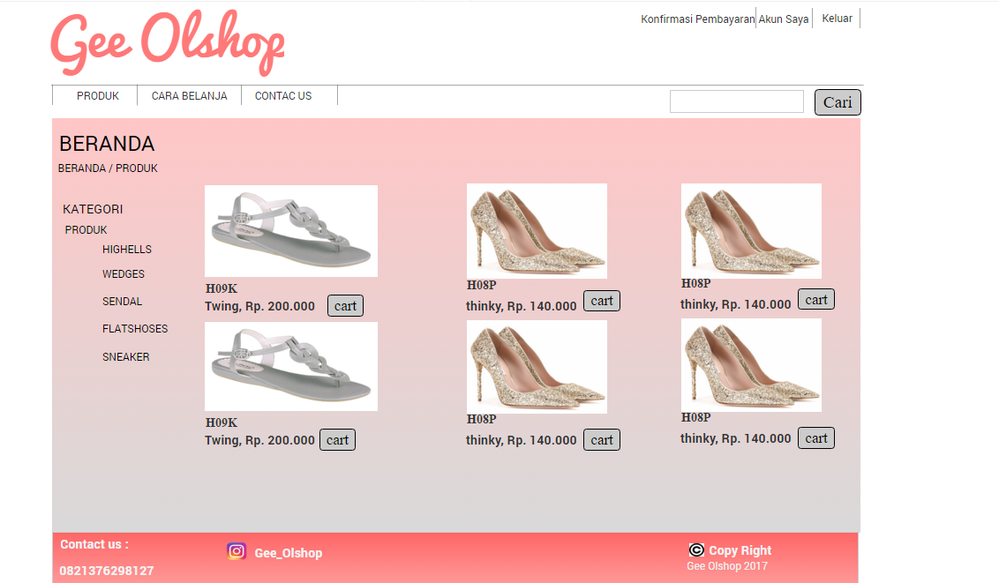 Gee Olshop
Konfirmasi Pembayaran Akun Saya Keluar
PRODUK CARA BELANJA CONTAC US
Cari
BERANDA
BERANDA / PRODUK
KATEGORI
PRODUK
HIGHELLS
WEDGES
SENDAL
FLATSHOSES
SNEAKER
H09K
Twing, Rp. 200.000 cart
H08P
thinky, Rp. 140.000 cart
H08P
thinky, Rp. 140.000 cart
H09K
Twing, Rp. 200.000 cart
H08P
thinky, Rp. 140.000 cart
H08P
thinky, Rp. 140.000 cart
Contact us :
0821376298127
Gee_Olshop
© Copy Right
Gee Olshop 2017